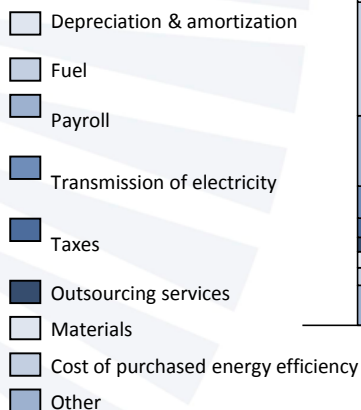 Depreciation & amortization
Fuel
Payroll
Transmission of electricity
Taxes
Outsourcing services
Materials
Cost of purchased energy efficiency
Other